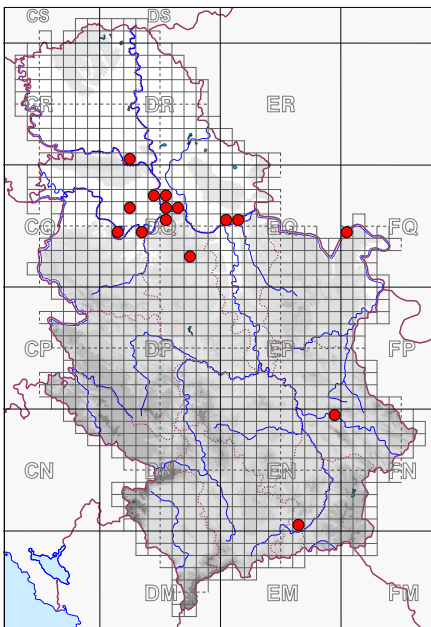 CS DS
CR DR ER
CQ DQ EQ FQ
CP DP EP FP
CN DN EN FN
DM EM FM